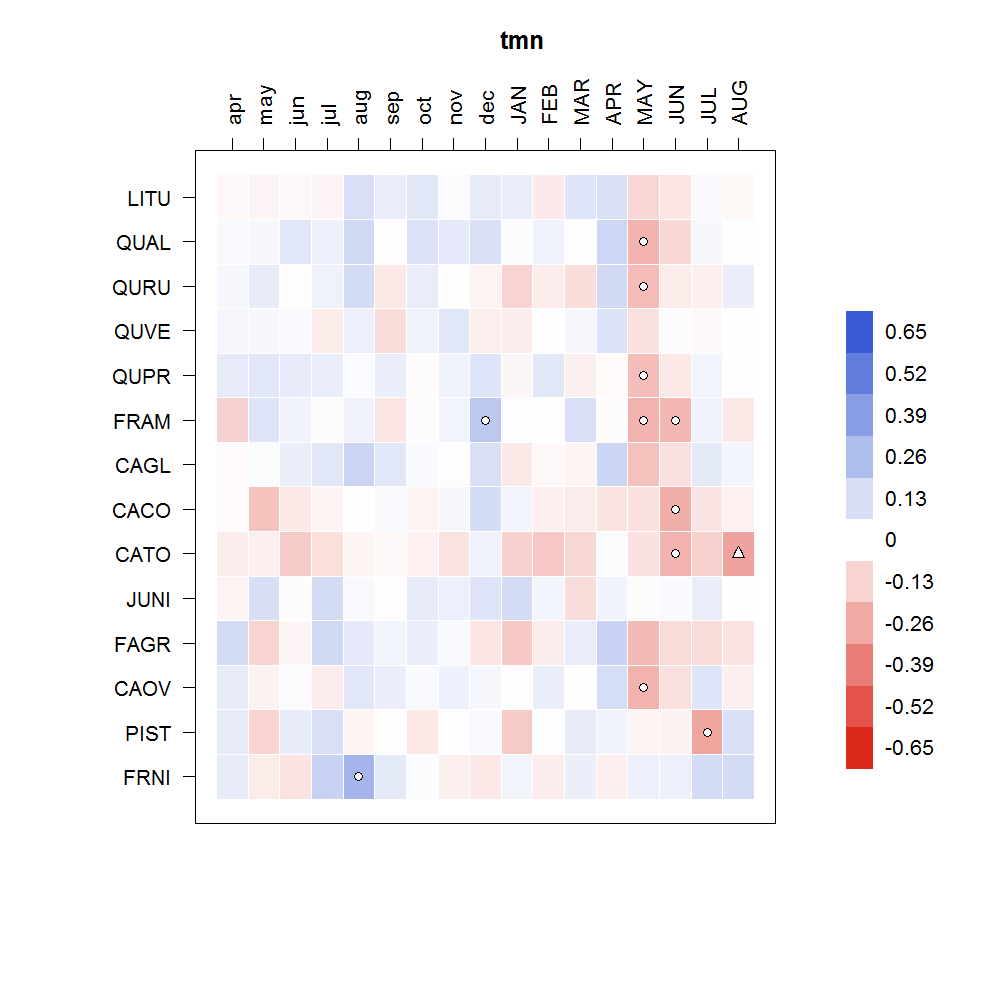 tmn
apr may jun jul aug sep oct nov dec JAN FEB MAR APR MAY JUN JUL AUG
LITU
QUAL
QURU
QUVE
QUPR
FRAM
CAGL
CACO
CATO
JUNI
FAGR
CAOV
PIST
FRNI
0.65
0.52
0.39
0.26
0.13
0
-0.13
-0.26
-0.39
-0.52
-0.65